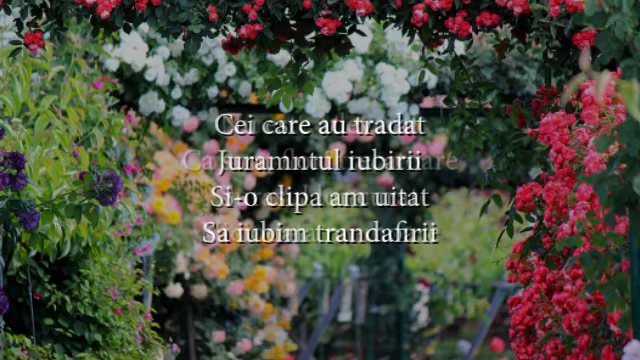 Cei care au tradat
Juramntul iubirii
Si-o clipa am uitat
Sa iubim trandafirii